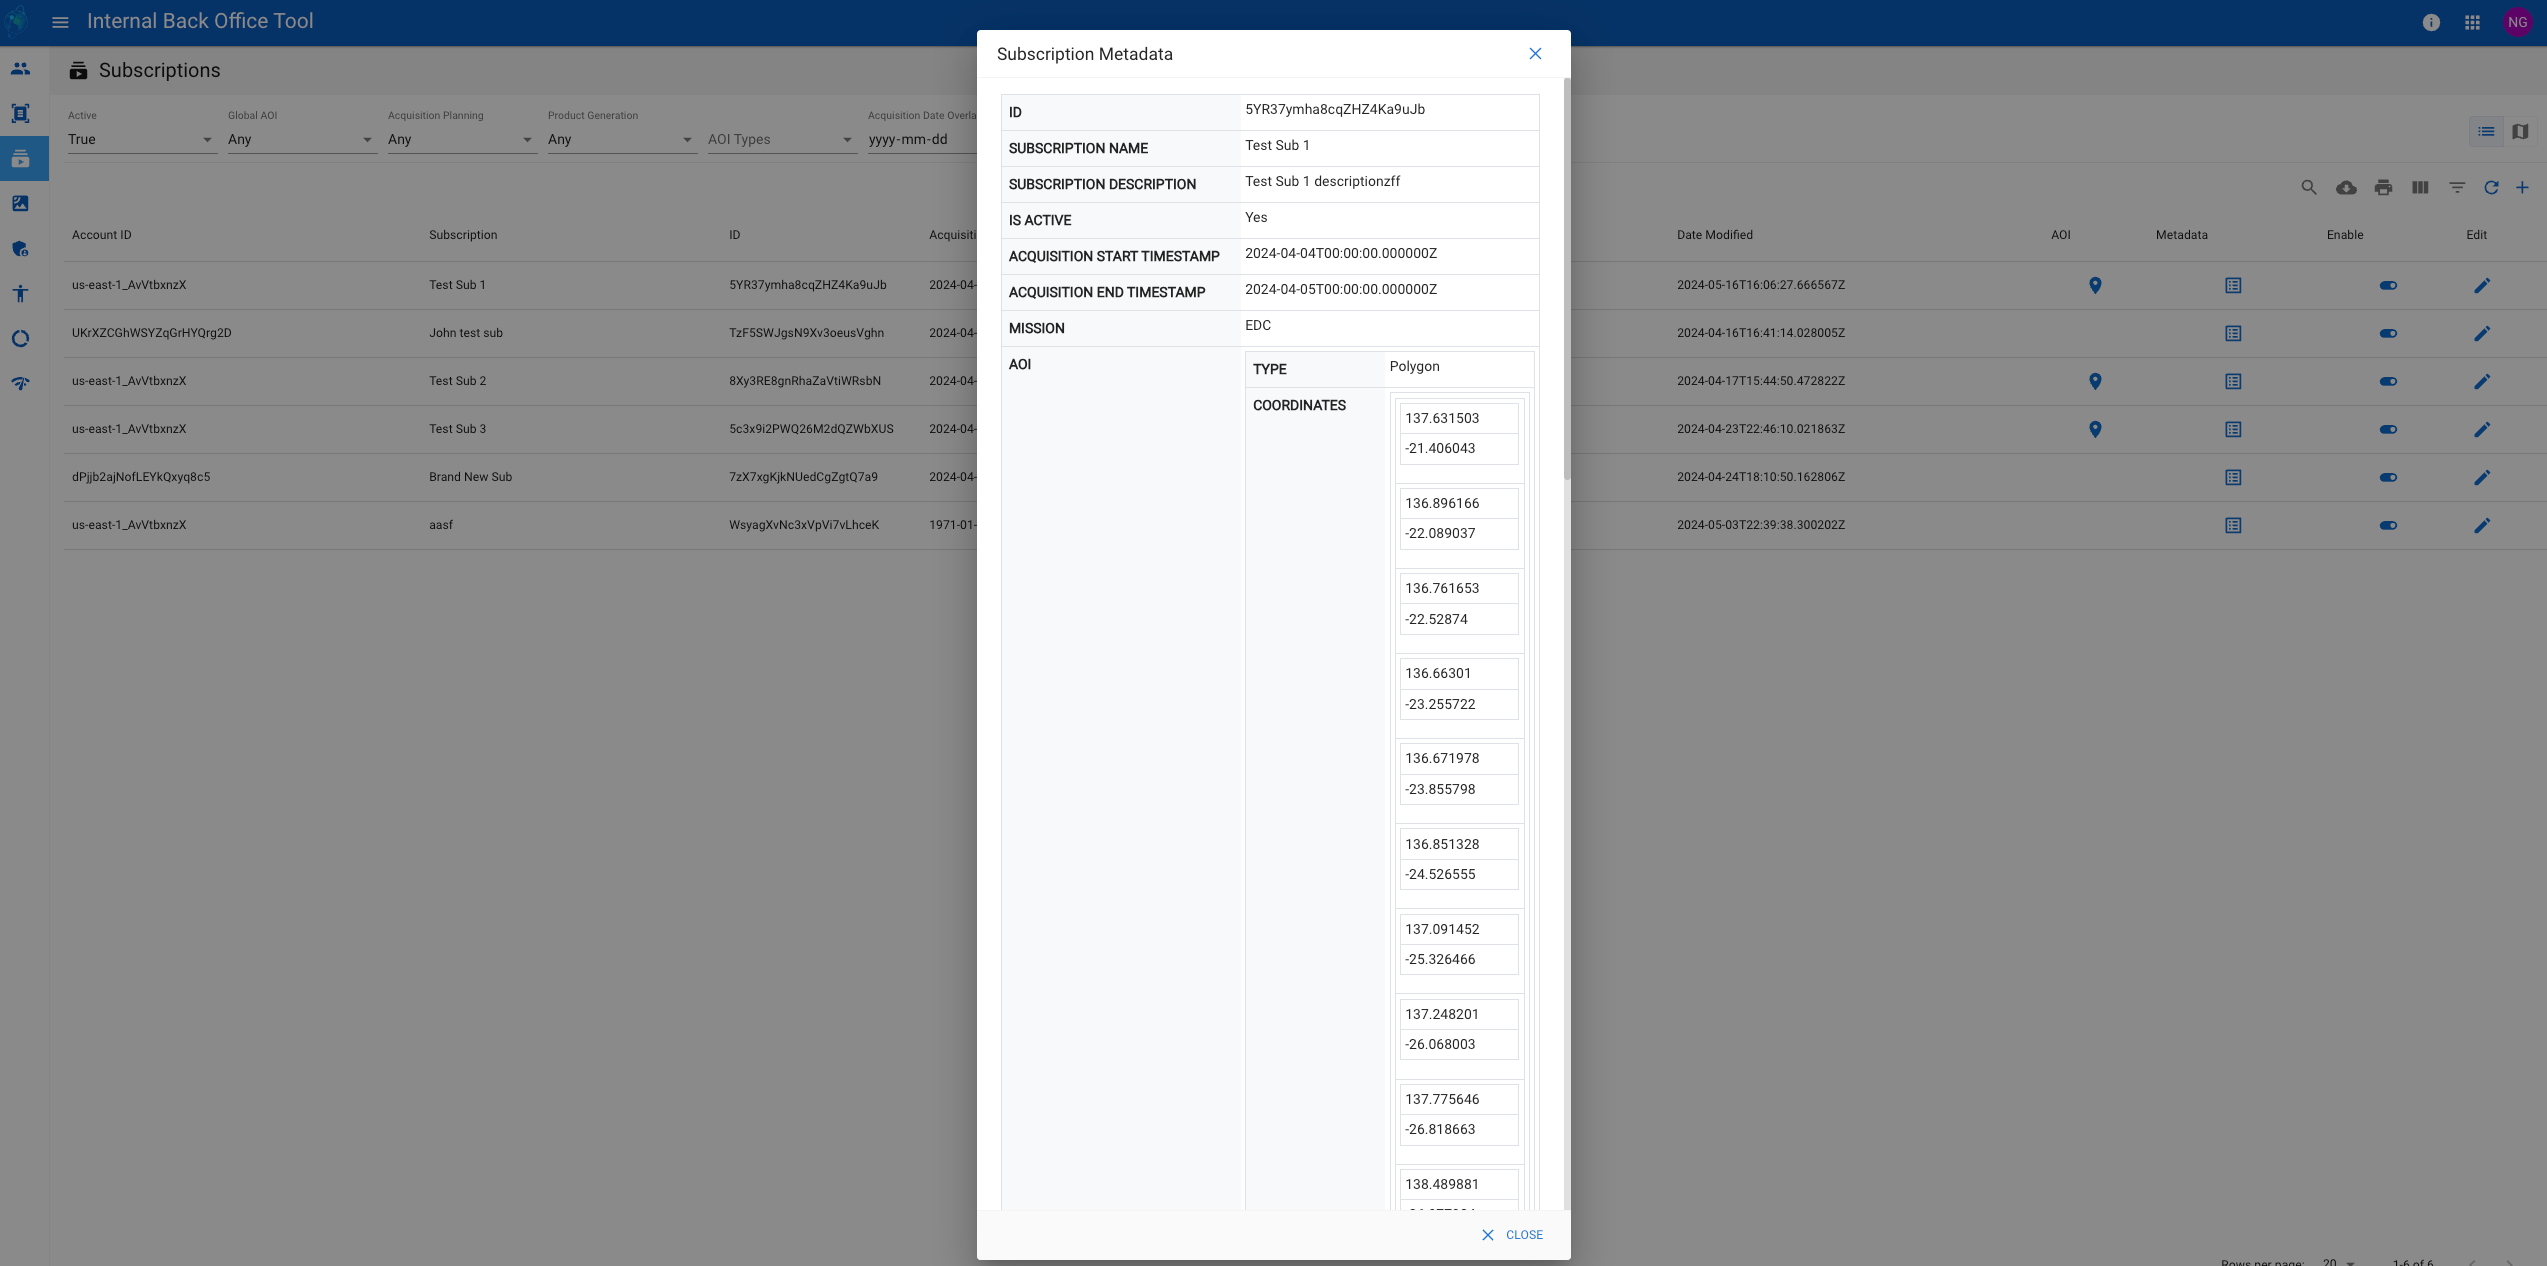 Internal Back Office Tool
NG
Subscriptions
Active
Global AOI
Acquisition Planning
Product Generation
Acquisition Date Overla
True
Any
Any
Any
AOI Types
yyyy-mm-dd
Account ID
Subscription
ID
Acquisiti
Date Modified
AOI
Metadata
Enable
Edit
us-east-1_AvVtbxnzX
Test Sub 1
5YR37ymha8cqZHZ4Ka9uJb
2024-04-
2024-05-16T16:06:27.666567Z
UKrXZCGhWSYZqGrHYQrg2D
John test sub
TzF5SWJgsN9Xv3oeusVghn
2024-04-
2024-04-16T16:41:14.028005Z
us-east-1_AvVtbxnzX
Test Sub 2
8Xy3RE8gnRhaZaVtiWRsbN
2024-04-
2024-04-17T15:44:50.472822Z
us-east-1_AvVtbxnzX
Test Sub 3
5c3x9i2PWQ26M2dQZWbXUS
2024-04-
2024-04-23T22:46:10.021863Z
dPjjb2ajNofLEYkQxyq8c5
Brand New Sub
7zX7xgKjkNUedCgZgtQ7a9
2024-04-
2024-04-24T18:10:50.162806Z
us-east-1_AvVtbxnzX
aasf
WsyagXvNc3xVpVi7vLhceK
1971-01-
2024-05-03T22:39:38.300202Z
Subscription Metadata
ID
5YR37ymha8cqZHZ4Ka9uJb
SUBSCRIPTION NAME
Test Sub 1
SUBSCRIPTION DESCRIPTION
Test Sub 1 descriptionzff
IS ACTIVE
Yes
ACQUISITION START TIMESTAMP
2024-04-04T00:00:00.000000Z
ACQUISITION END TIMESTAMP
2024-04-05T00:00:00.000000Z
MISSION
EDC
AOI
TYPE
Polygon
COORDINATES
137.631503
-21.406043
136.896166
-22.089037
136.761653
-22.52874
136.66301
-23.255722
136.671978
-23.855798
136.851328
-24.526555
137.091452
-25.326466
137.248201
-26.068003
137.775646
-26.818663
138.489881
CLOSE
Rows per page:
20
1-6 of 6